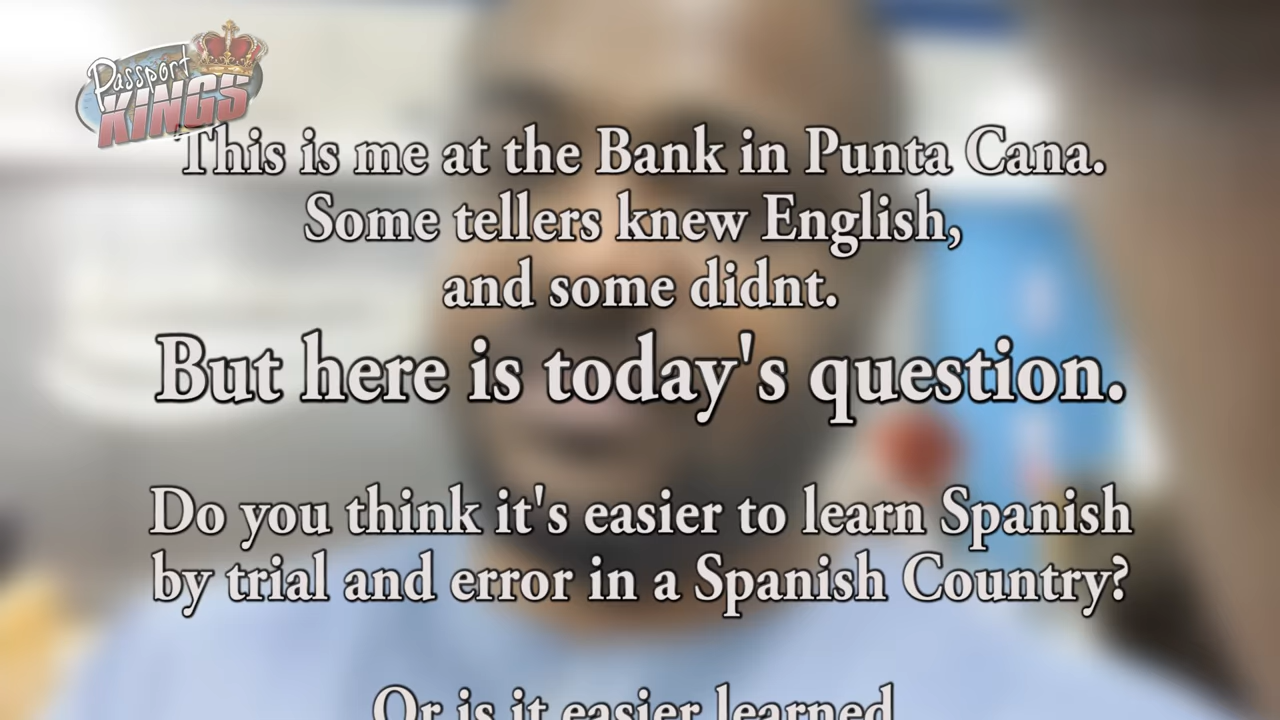 Passport
KINGS
This is me at the Bank in Punta Cana.
Some tellers knew English,
and some didnt.
But here is today's question.
Do you think it's easier to learn Spanish
by trial and error in a Spanish Country?
Or is it easier learned